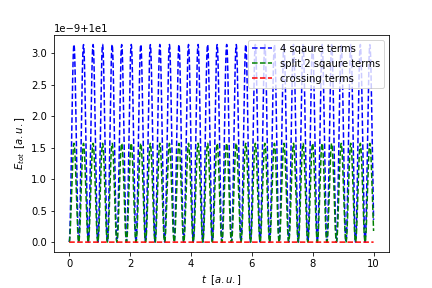 1e−9+1e1
3.0
2.5
2.0
1.5
1.0
0.5
0.0
E_tot [a.u.]
4 sqaure terms
split 2 sqaure terms
crossing terms
0 2 4 6 8 10
t [a.u.]